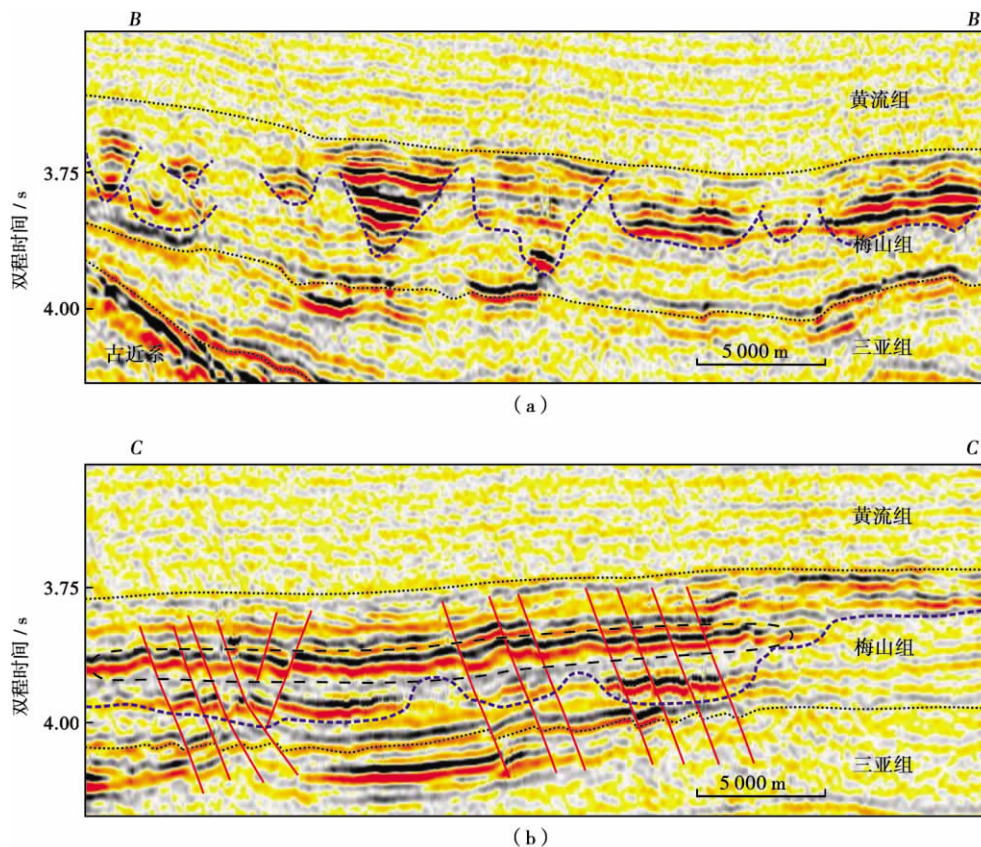 B B
黄流组
3.75
双程时间 / s
梅山组
4.00
古近系
5 000 m
三亚组
( a )
C C
黄流组
3.75
双程时间 / s
梅山组
4.00
三亚组
5 000 m
( b )